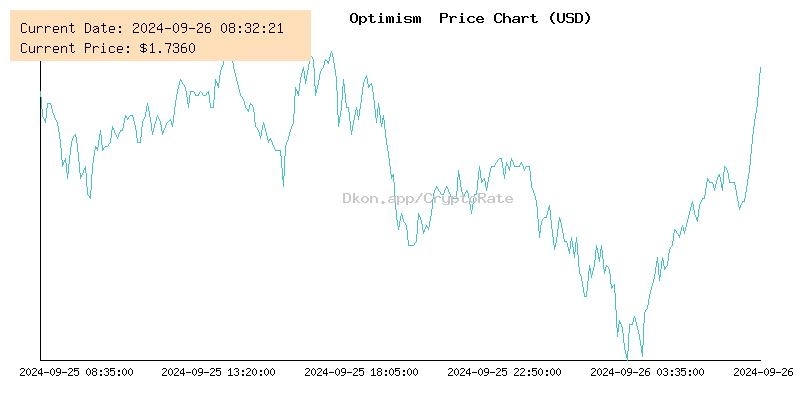 Optimism Price Chart (USD)
Current Date: 2024-09-26 08:32:21
Current Price: $1.7360
Dkon.app/CryptoRate
2024-09-25 08:35:00 2024-09-25 13:20:00 2024-09-25 18:05:00 2024-09-25 22:50:00 2024-09-26 03:35:00 2024-09-26